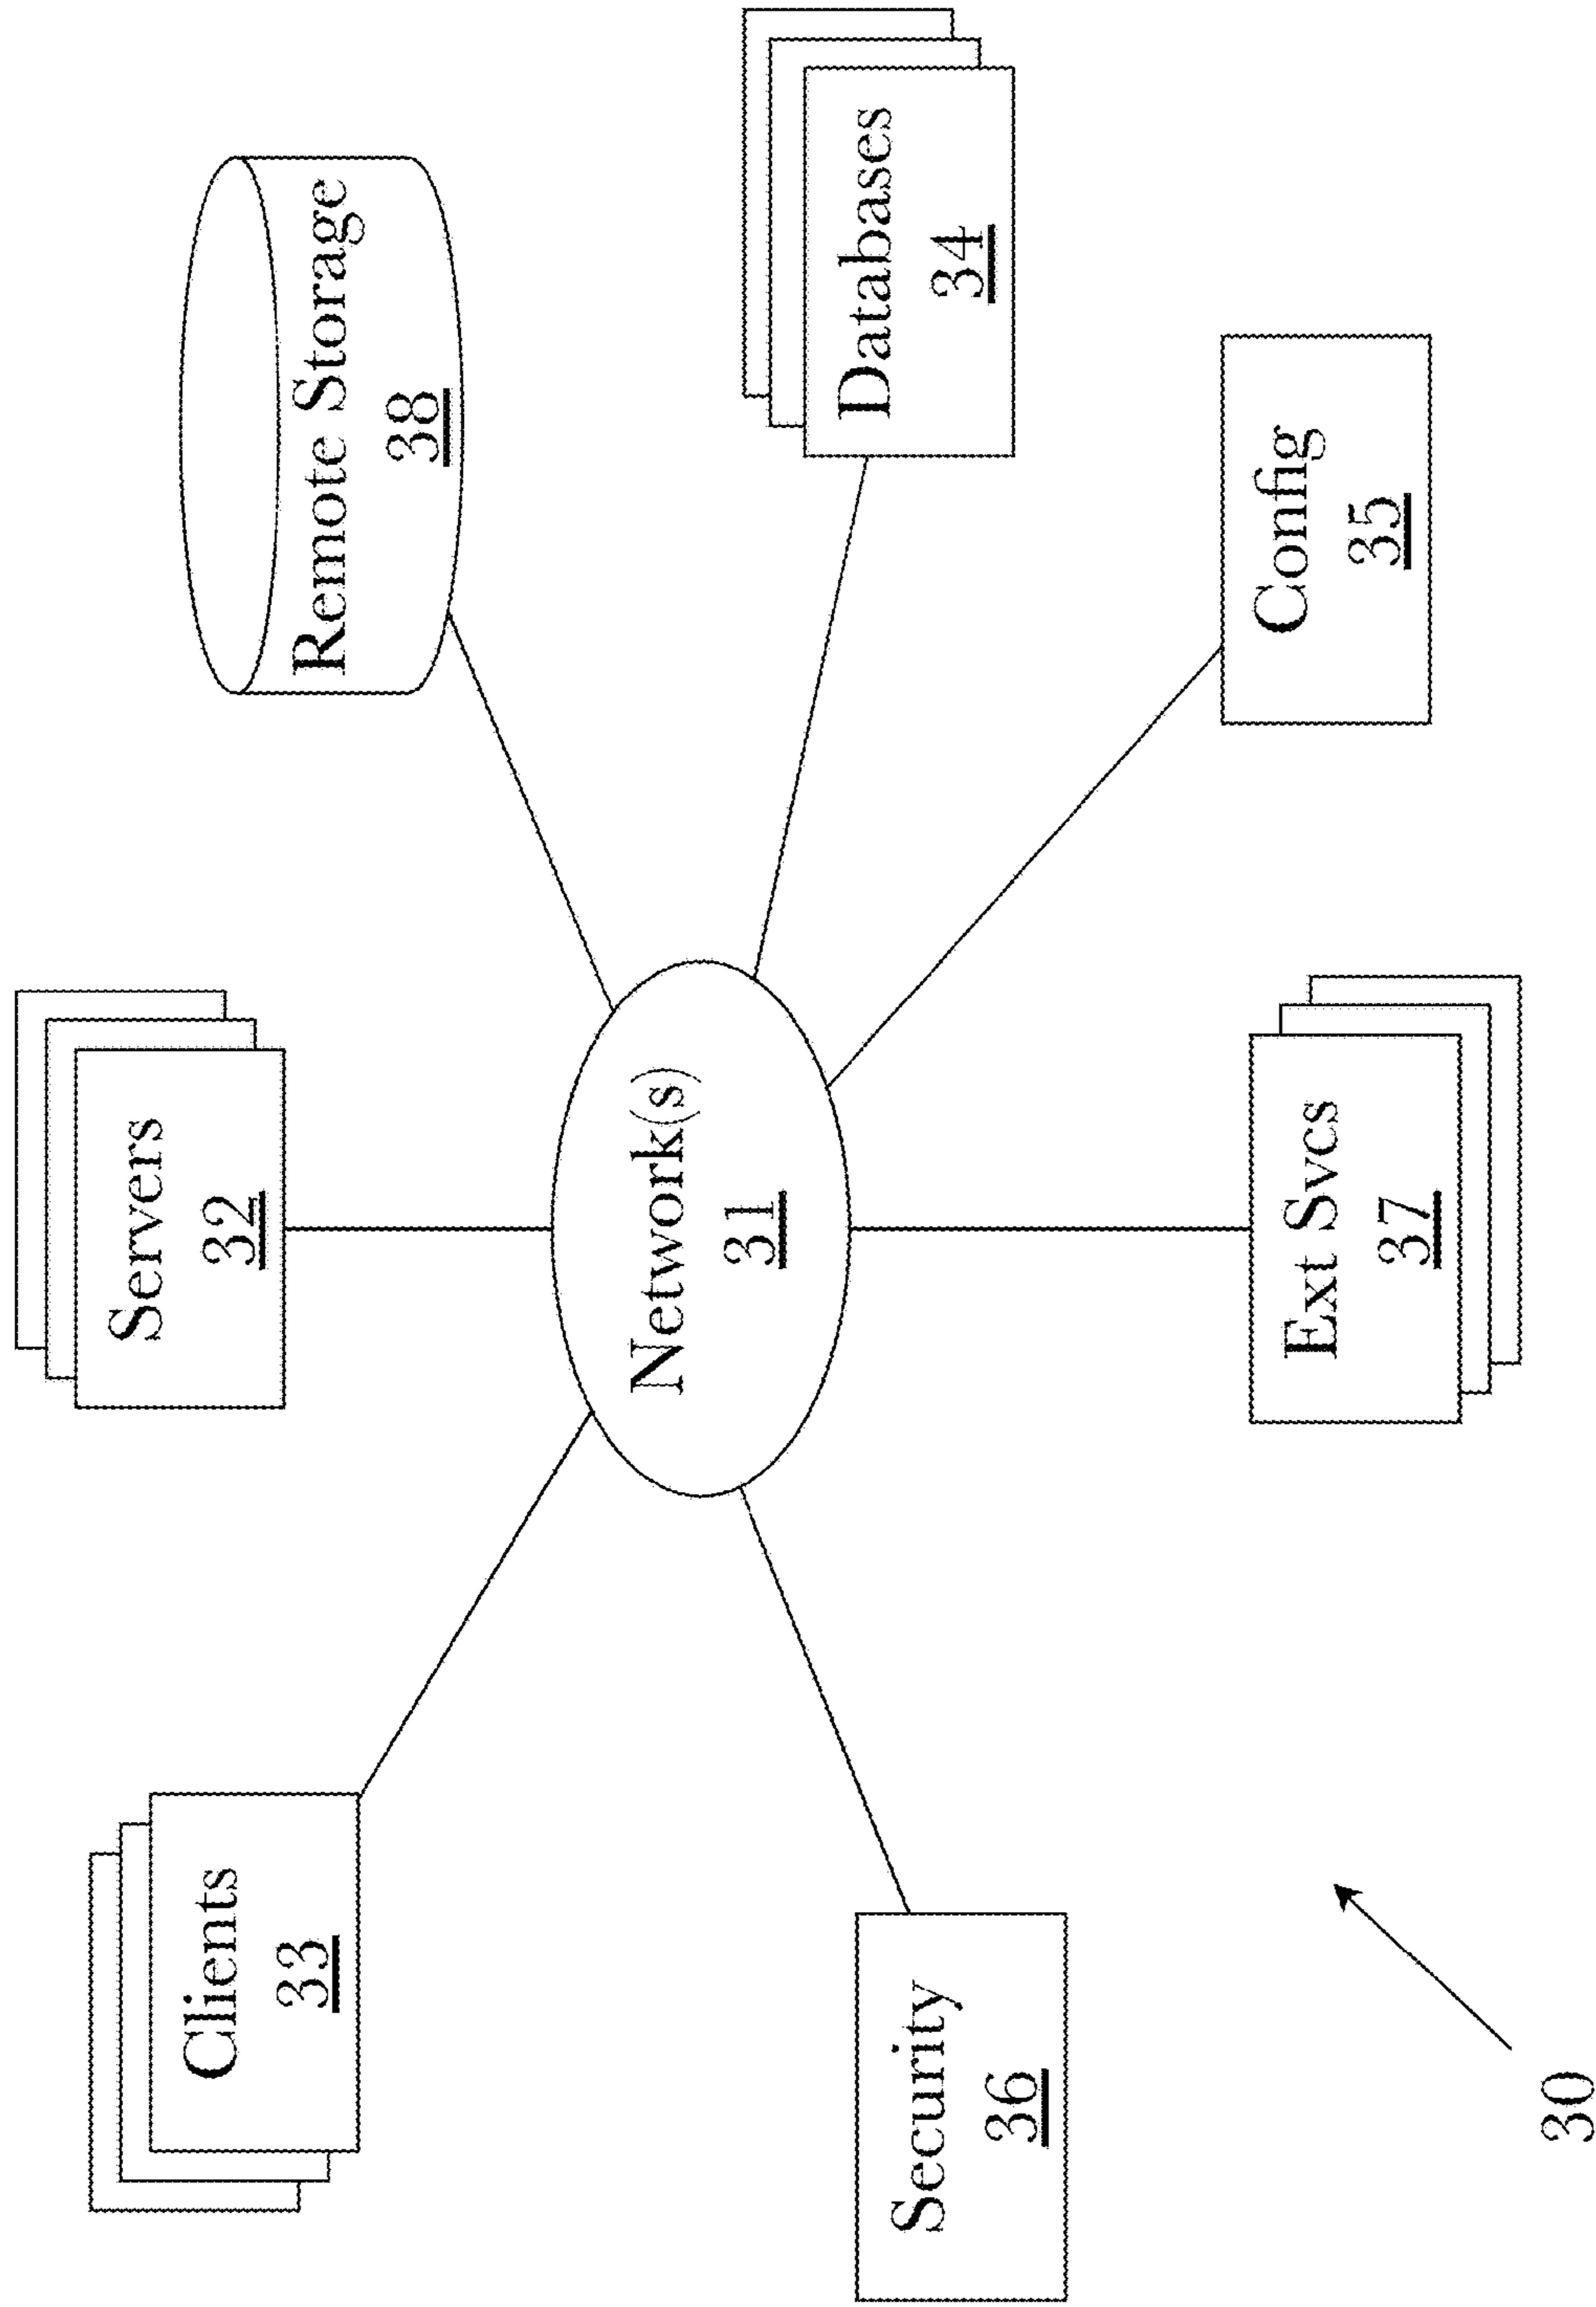 Servers
32
Clients
33
Remote Storage
38
Network(s)
31
Databases
34
Security
36
Ext Svcs
37
Config
35
30